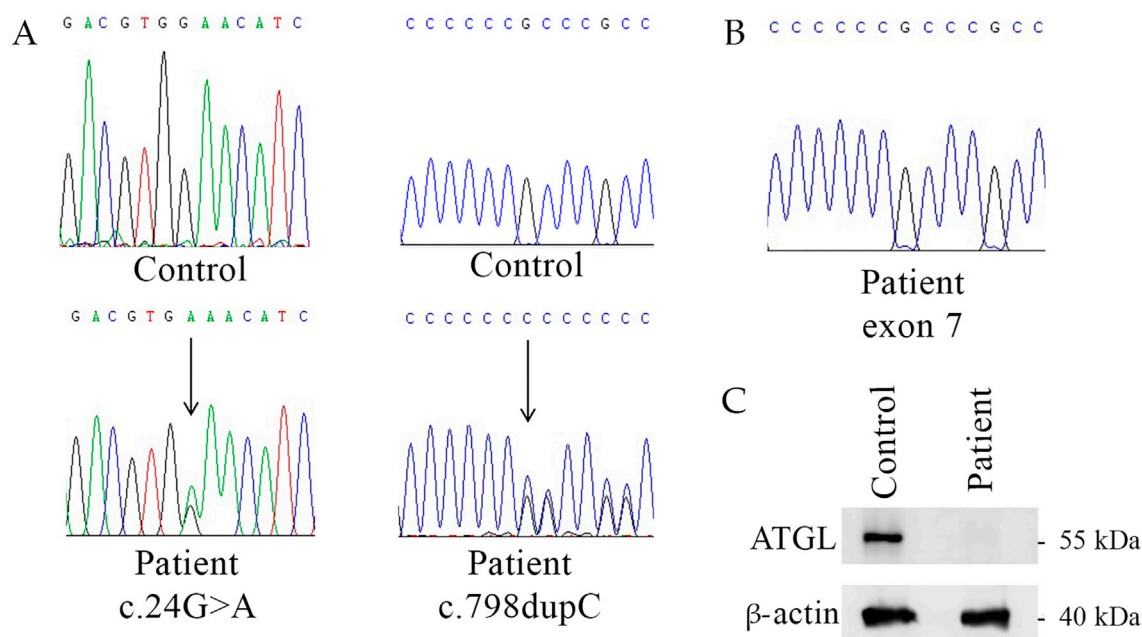 A
G A C G T G G A A C A T C
Control
C C C C C C G C C C G C C
Control
G A C G T G A A A C A T C
Patient
c.24G>A
C C C C C C C C C C C C C
Patient
c.798dupC
B
C C C C C C G C C C G C C
Patient
exon 7
C
Control
Patient
ATGL
- 55 kDa
β-actin
- 40 kDa